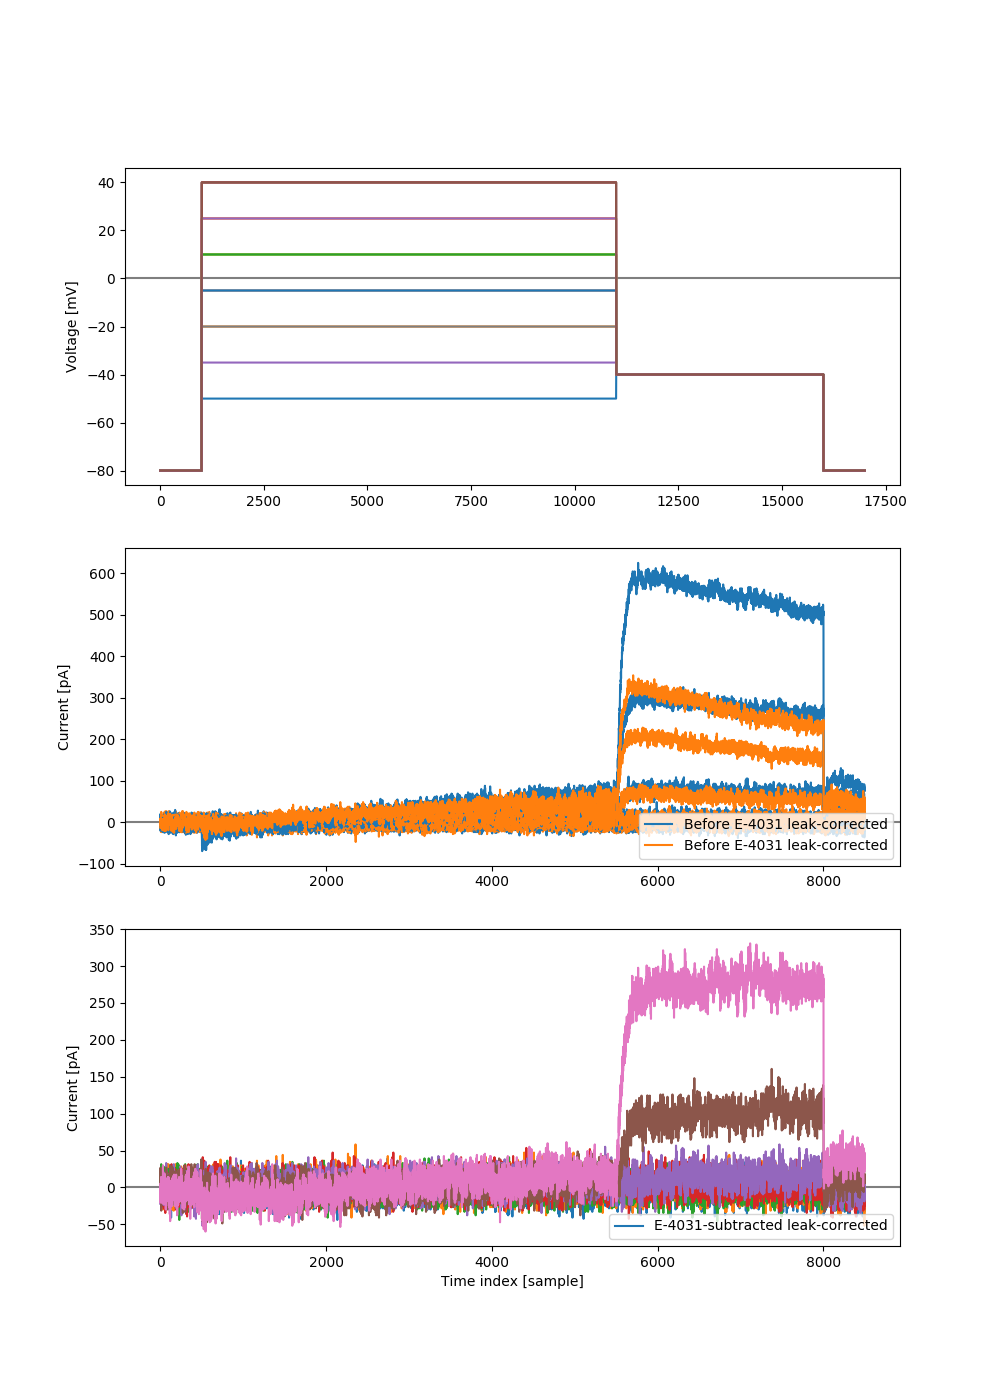 40
20
0
−20
−40
−60
−80
Voltage [mV]
0 2500 5000 7500 10000 12500 15000 17500
600
500
400
300
200
100
0
−100
Current [pA]
Before E-4031 leak-corrected
Before E-4031 leak-corrected
0 2000 4000 6000 8000
350
300
250
200
150
100
50
0
−50
Current [pA]
E-4031-subtracted leak-corrected
0 2000 4000 6000 8000
Time index [sample]